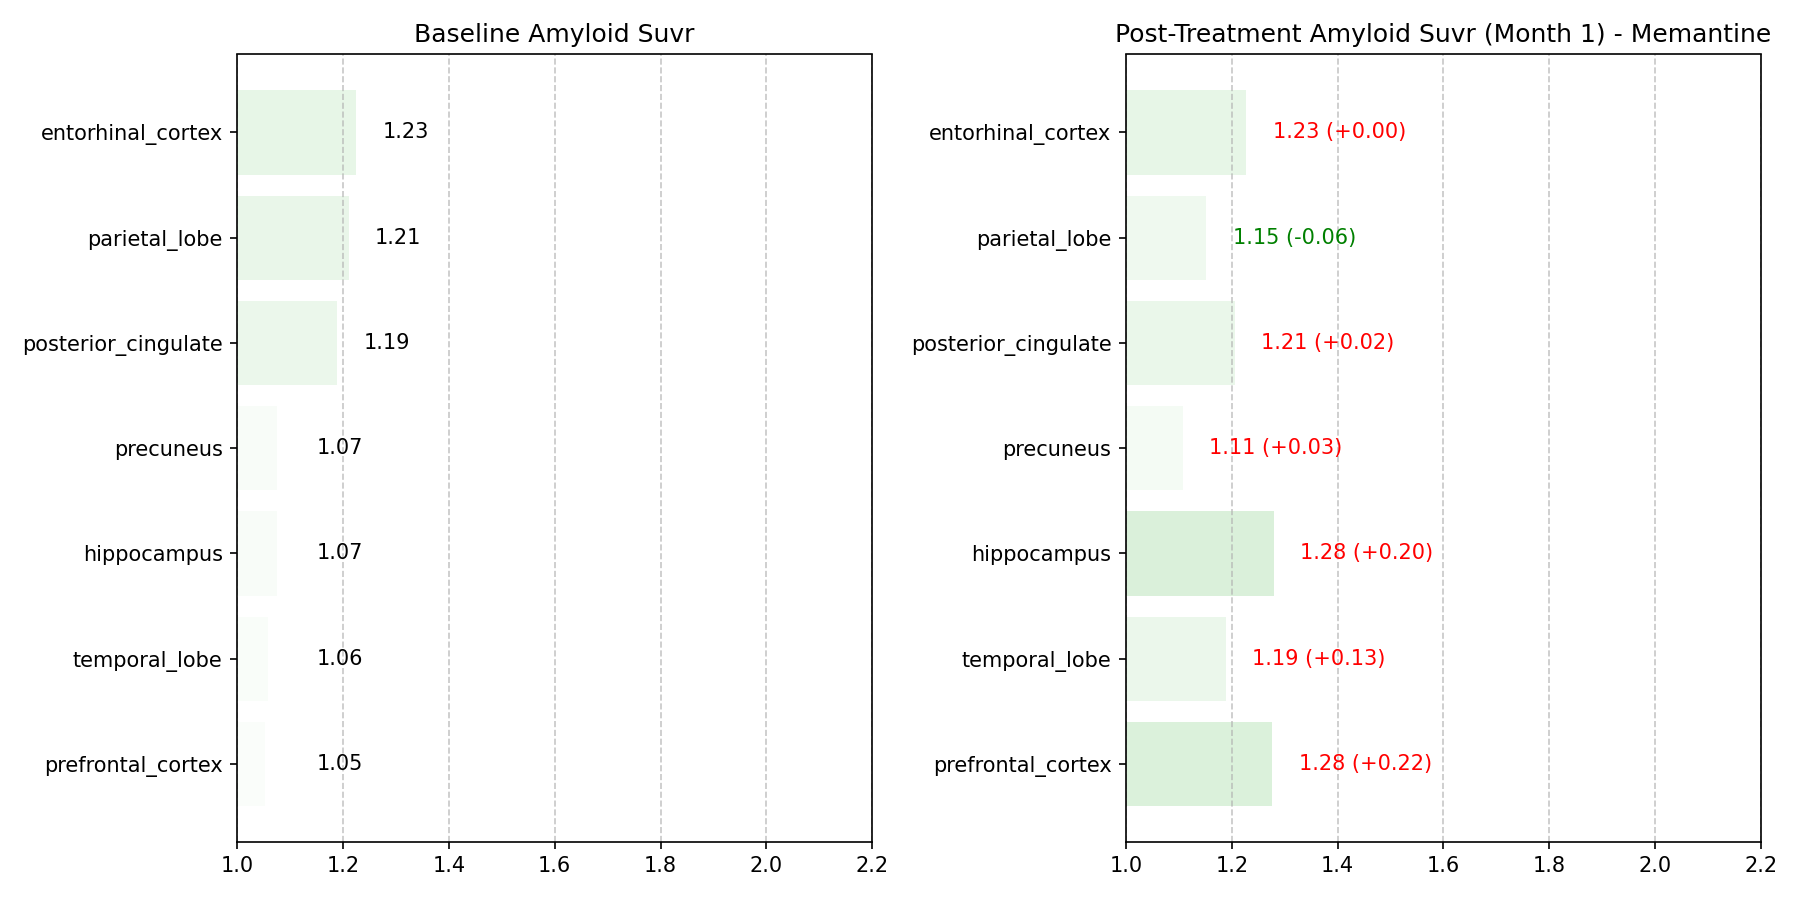 Baseline Amyloid Suvr
entorhinal_cortex
1.23
parietal_lobe
1.21
posterior_cingulate
1.19
precuneus
1.07
hippocampus
1.07
temporal_lobe
1.06
prefrontal_cortex
1.05
1.0 1.2 1.4 1.6 1.8 2.0 2.2
Post-Treatment Amyloid Suvr (Month 1) - Memantine
entorhinal_cortex
1.23 (+0.00)
parietal_lobe
1.15 (-0.06)
posterior_cingulate
1.21 (+0.02)
precuneus
1.11 (+0.03)
hippocampus
1.28 (+0.20)
temporal_lobe
1.19 (+0.13)
prefrontal_cortex
1.28 (+0.22)
1.0 1.2 1.4 1.6 1.8 2.0 2.2